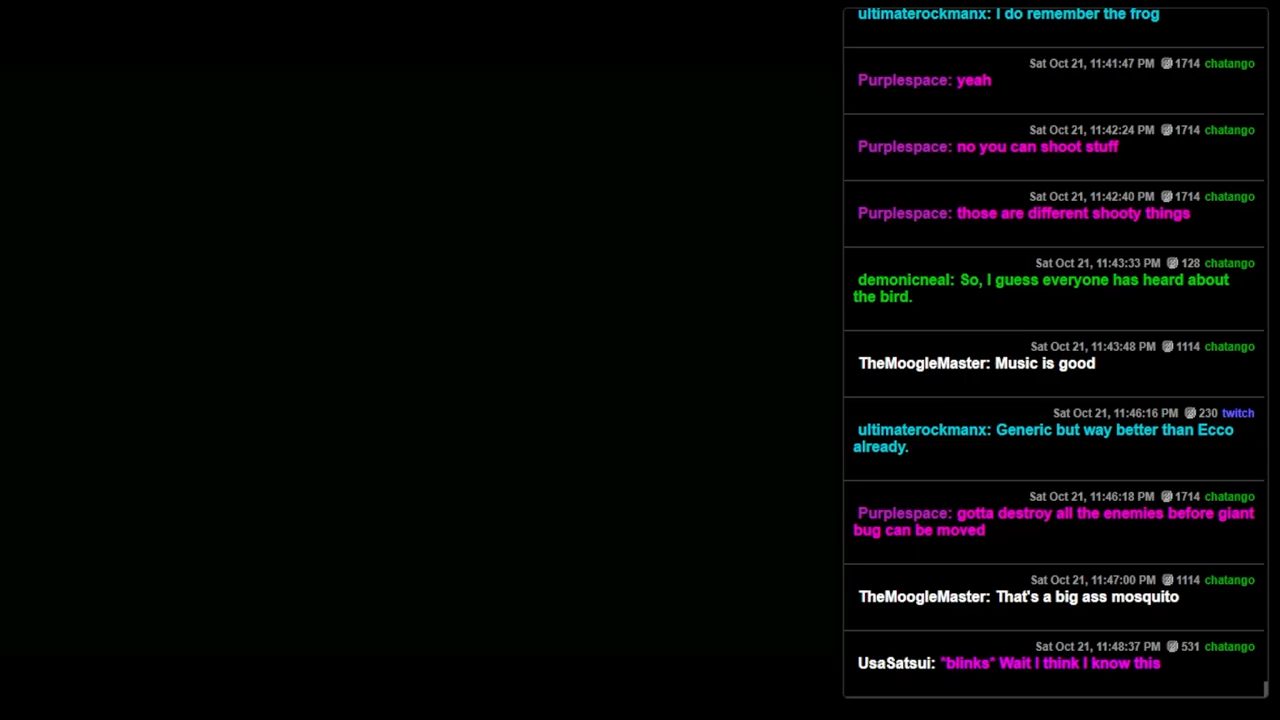 ultimaterockmanx: I do remember the frog
Sat Oct 21, 11:41:47 PM 1714 chatango
Purplespace: yeah
Sat Oct 21, 11:42:24 PM 1714 chatango
Purplespace: no you can shoot stuff
Sat Oct 21, 11:42:40 PM 1714 chatango
Purplespace: those are different shooty things
Sat Oct 21, 11:43:33 PM 128 chatango
demonicneal: So, I guess everyone has heard about
the bird.
Sat Oct 21, 11:43:48 PM 1114 chatango
TheMoogleMaster: Music is good
Sat Oct 21, 11:46:16 PM 230 twitch
ultimaterockmanx: Generic but way better than Ecco
already.
Sat Oct 21, 11:46:18 PM 1714 chatango
Purplespace: gotta destroy all the enemies before giant
bug can be moved
Sat Oct 21, 11:47:00 PM 1114 chatango
TheMoogleMaster: That's a big ass mosquito
Sat Oct 21, 11:48:37 PM 531 chatango
UsaSatsui: *blinks* Wait I think I know this